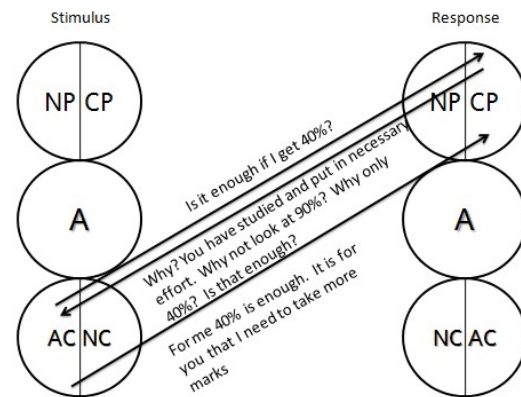 Stimulus
Response
NP CP
NP CP
Is it enough if I get 40%?
Why? You have studied and put in necessary
effort. Why not look at 90%? Why only
40%? Is that enough?
A
A
For me 40% is enough. It is for
you that I need to take more
marks
AC NC
NC AC